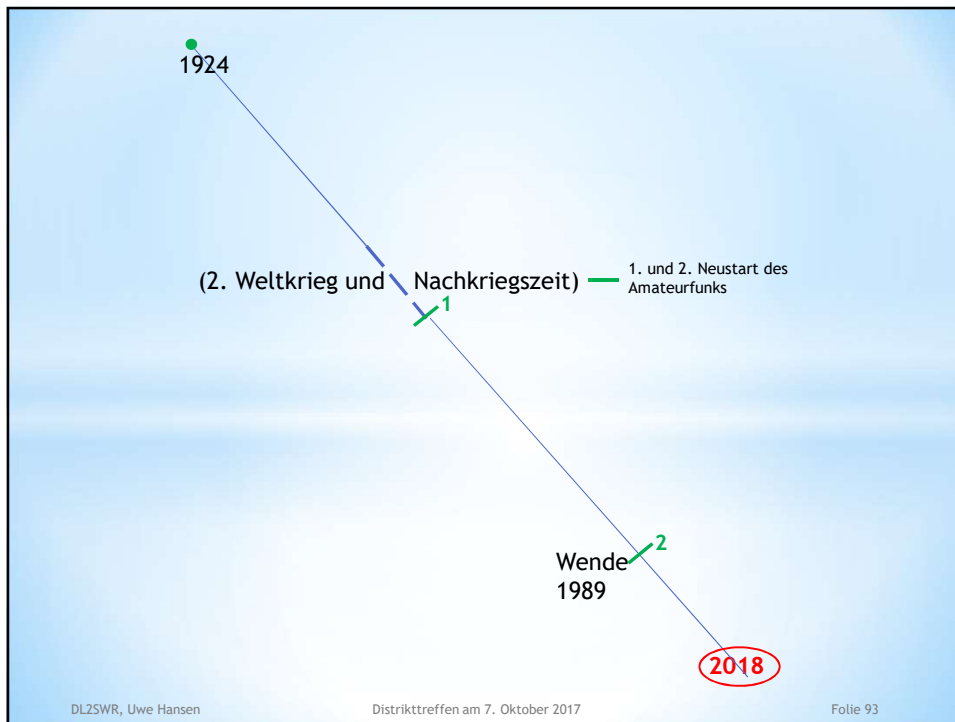 1924
(2. Weltkrieg und Nachkriegszeit)
1. und 2. Neustart des
Amateurfunks
1
2
Wende
1989
2018
DL2SWR, Uwe Hansen Distrikttreffen am 7. Oktober 2017 Folie 93